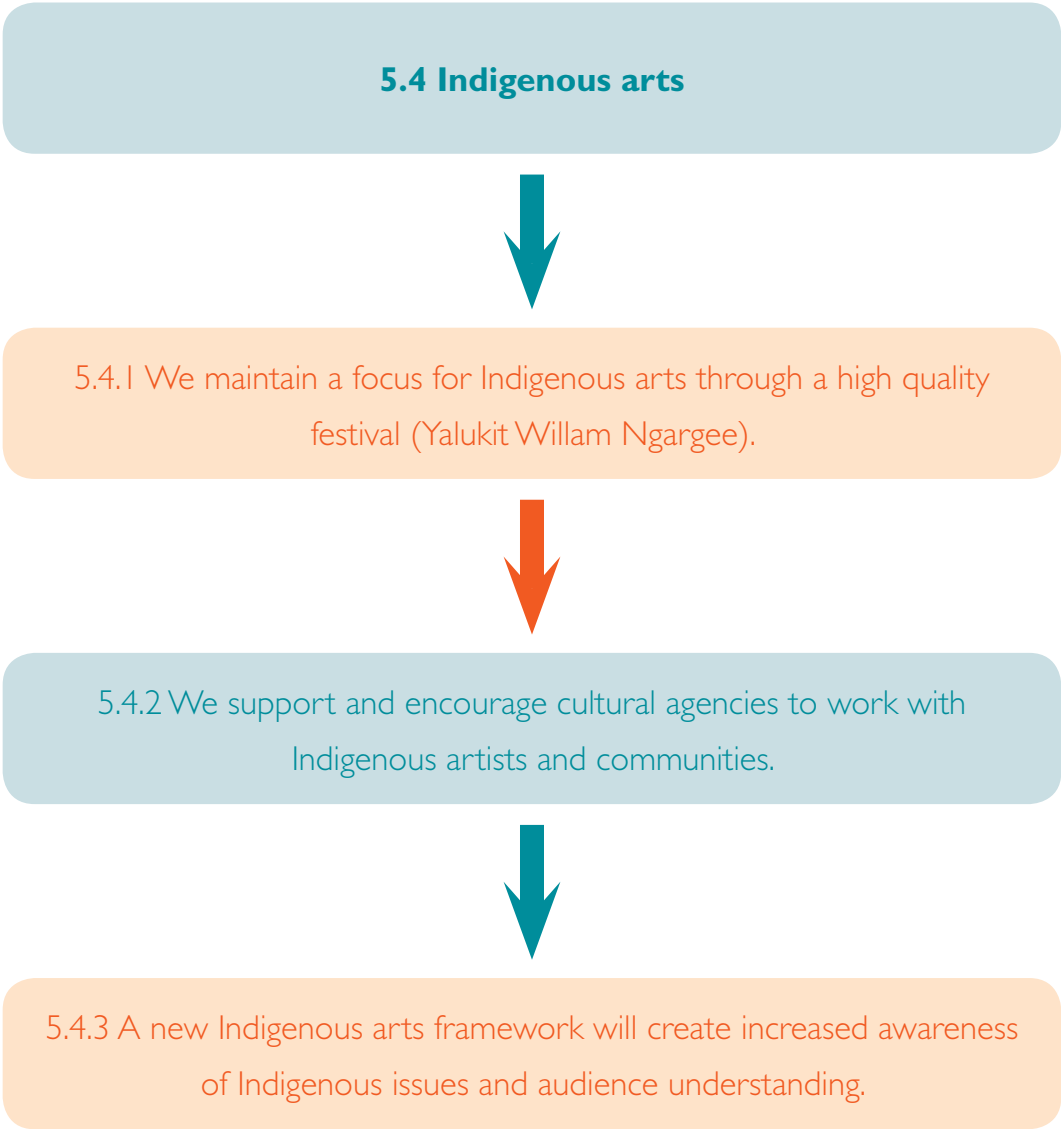 5.4 Indigenous arts
5.4.1 We maintain a focus for Indigenous arts through a high quality
festival (Yalukit Willam Ngargee).
5.4.2 We support and encourage cultural agencies to work with
Indigenous artists and communities.
5.4.3 A new Indigenous arts framework will create increased awareness
of Indigenous issues and audience understanding.